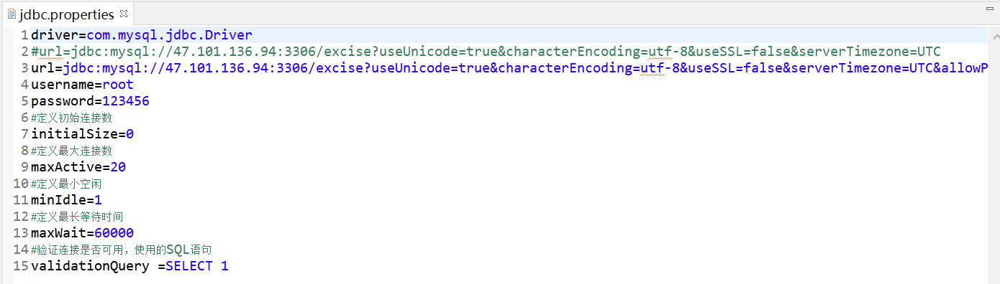 jdbc.properties
1 driver=com.mysql.jdbc.Driver
2 #url=jdbc:mysql://47.101.136.94:3306/excise?useUnicode=true&characterEncoding=utf-8&useSSL=false&serverTimezone=UTC
3 url=jdbc:mysql://47.101.136.94:3306/excise?useUnicode=true&characterEncoding=utf-8&useSSL=false&serverTimezone=UTC&allowP
4 username=root
5 password=123456
6 #定义初始连接数
7 initialSize=0
8 #定义最大连接数
9 maxActive=20
10 #定义最小空闲
11 minIdle=1
12 #定义最长等待时间
13 maxWait=60000
14 #验证连接是否可用，使用的SQL语句
15 validationQuery =SELECT 1